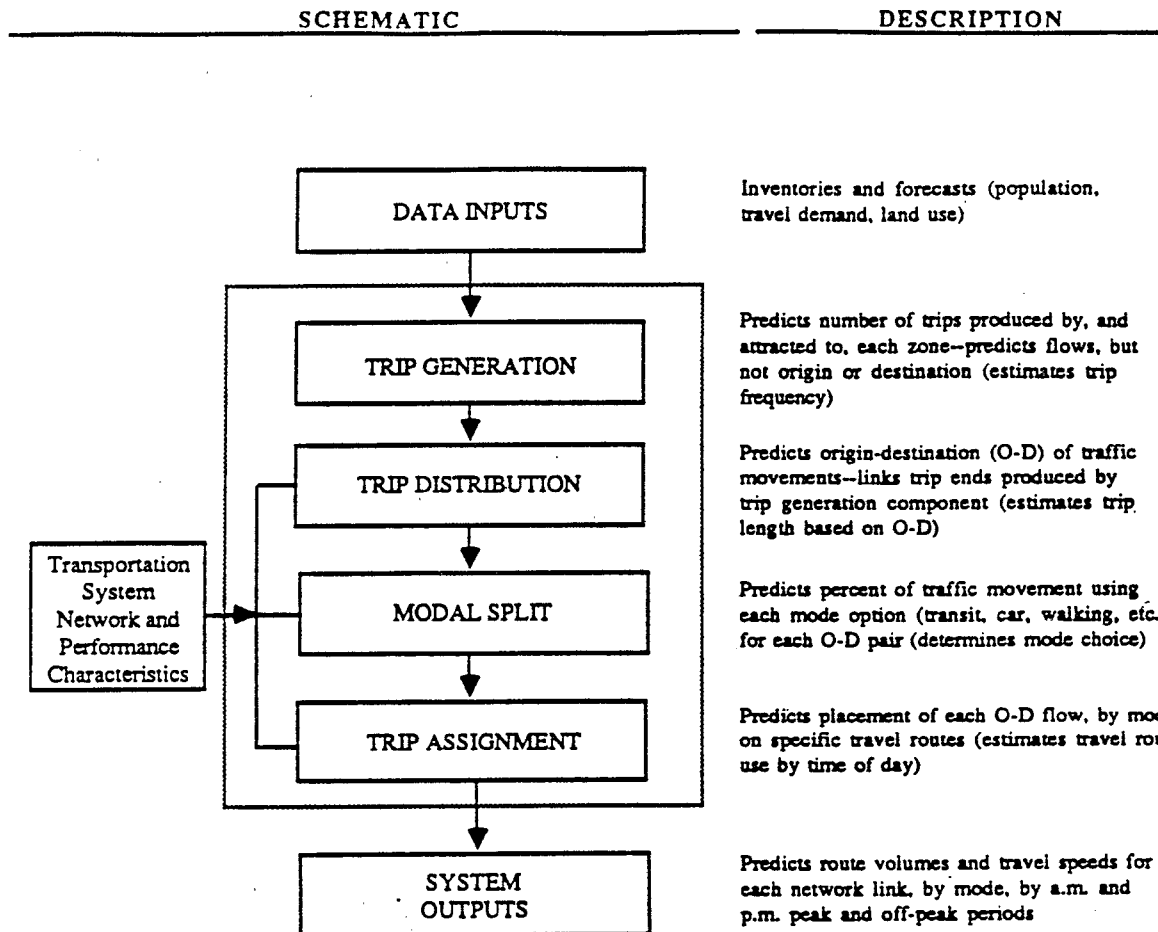 SCHEMATIC
DESCRIPTION
DATA INPUTS
Inventories and forecasts (population,
travel demand, land use)
TRIP GENERATION
Predicts number of trips produced by, and
attracted to, each zone--predicts flows, but
not origin or destination (estimates trip
frequency)
TRIP DISTRIBUTION
Predicts origin-destination (O-D) of traffic
movements--links trip ends produced by
trip generation component (estimates trip
length based on O-D)
Transportation
System
Network and
Performance
Characteristics
MODAL SPLIT
Predicts percent of traffic movement using
each mode option (transit, car, walking, etc.
for each O-D pair (determines mode choice)
TRIP ASSIGNMENT
Predicts placement of each O-D flow, by
on specific travel routes (estimates travel
use by time of day)
SYSTEM
OUTPUTS
Predicts route volumes and travel speeds for
each network link, by mode, by a.m. and
p.m. peak and off-peak periods